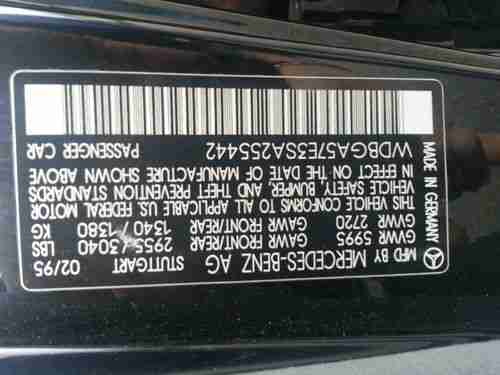 MFD BY MERCEDES-BENZ AG STUTTGART 02/95
GVWR 5995 GAWR FRONT/REAR 2955/3040 LBS
GVWR 2720 GAWR FRONT/REAR 1340 1380 KG
THIS VEHICLE CONFORMS TO ALL APPLICABLE U.S. FEDERAL MOTOR
VEHICLE SAFETY, BUMPER AND THEFT PREVENTION STANDARDS
IN EFFECT ON THE DATE OF MANUFACTURE SHOWN ABOVE
WDBGA57E3SA255442 PASSENGER CAR
MADE IN GERMANY